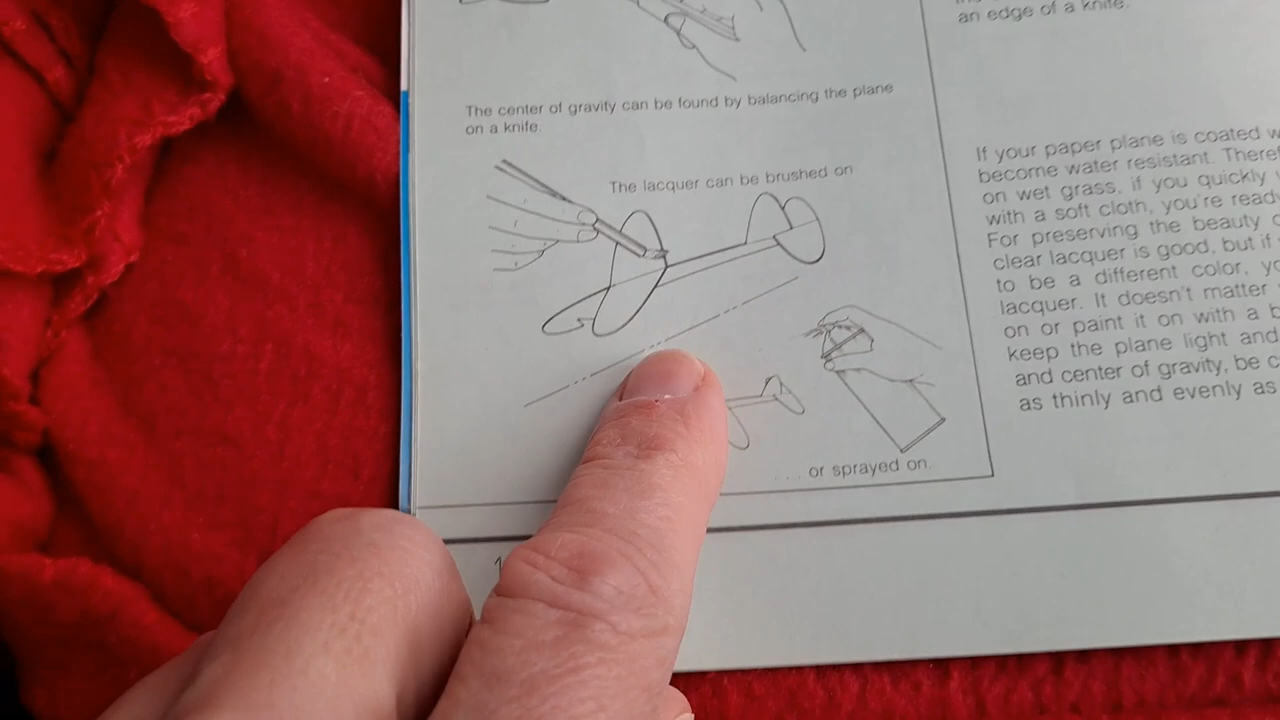 an edge of a knife.
The center of gravity can be found by balancing the plane
on a knife.
The lacquer can be brushed on
. . . or sprayed on.
If your paper plane is coated
become water resistant.
on wet grass, if you quickly
with a soft cloth, you're
For preserving the beauty
clear lacquer is good, but if
to be a different color,
lacquer. It doesn't matter
on or paint it on with a
keep the plane light and
and center of gravity, be
as thinly and evenly as